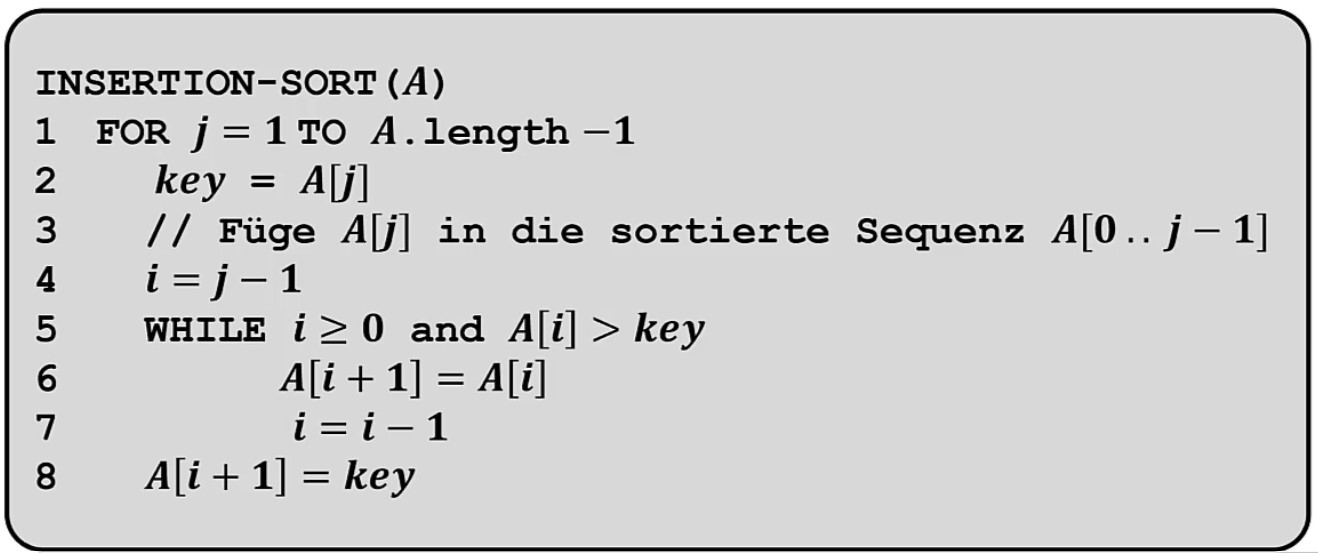 INSERTION-SORT(A)
1 FOR j = 1 TO A.length −1
2 key = A[j]
3 // Füge A[j] in die sortierte Sequenz A[0 .. j − 1]
4 i = j − 1
5 WHILE i ≥ 0 and A[i] > key
6 A[i + 1] = A[i]
7 i = i − 1
8 A[i + 1] = key